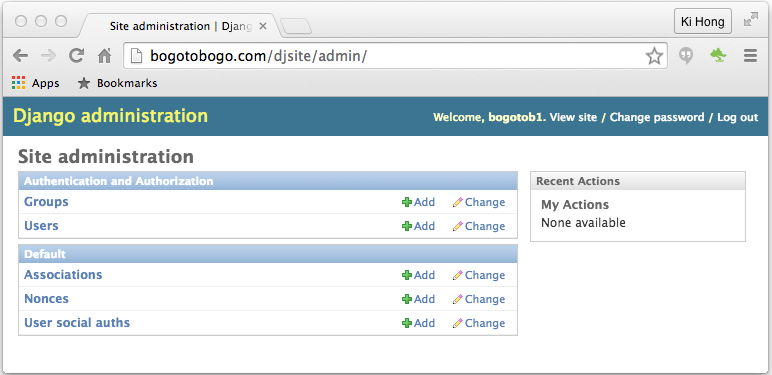 Site administration | Djang
Ki Hong
bogotobogo.com/djsite/admin/
Apps Bookmarks
Django administration
Welcome, bogotob1. View site / Change password / Log out
Site administration
Authentication and Authorization
Groups Add Change
Users Add Change
Default
Associations Add Change
Nonces Add Change
User social auths Add Change
Recent Actions
My Actions
None available